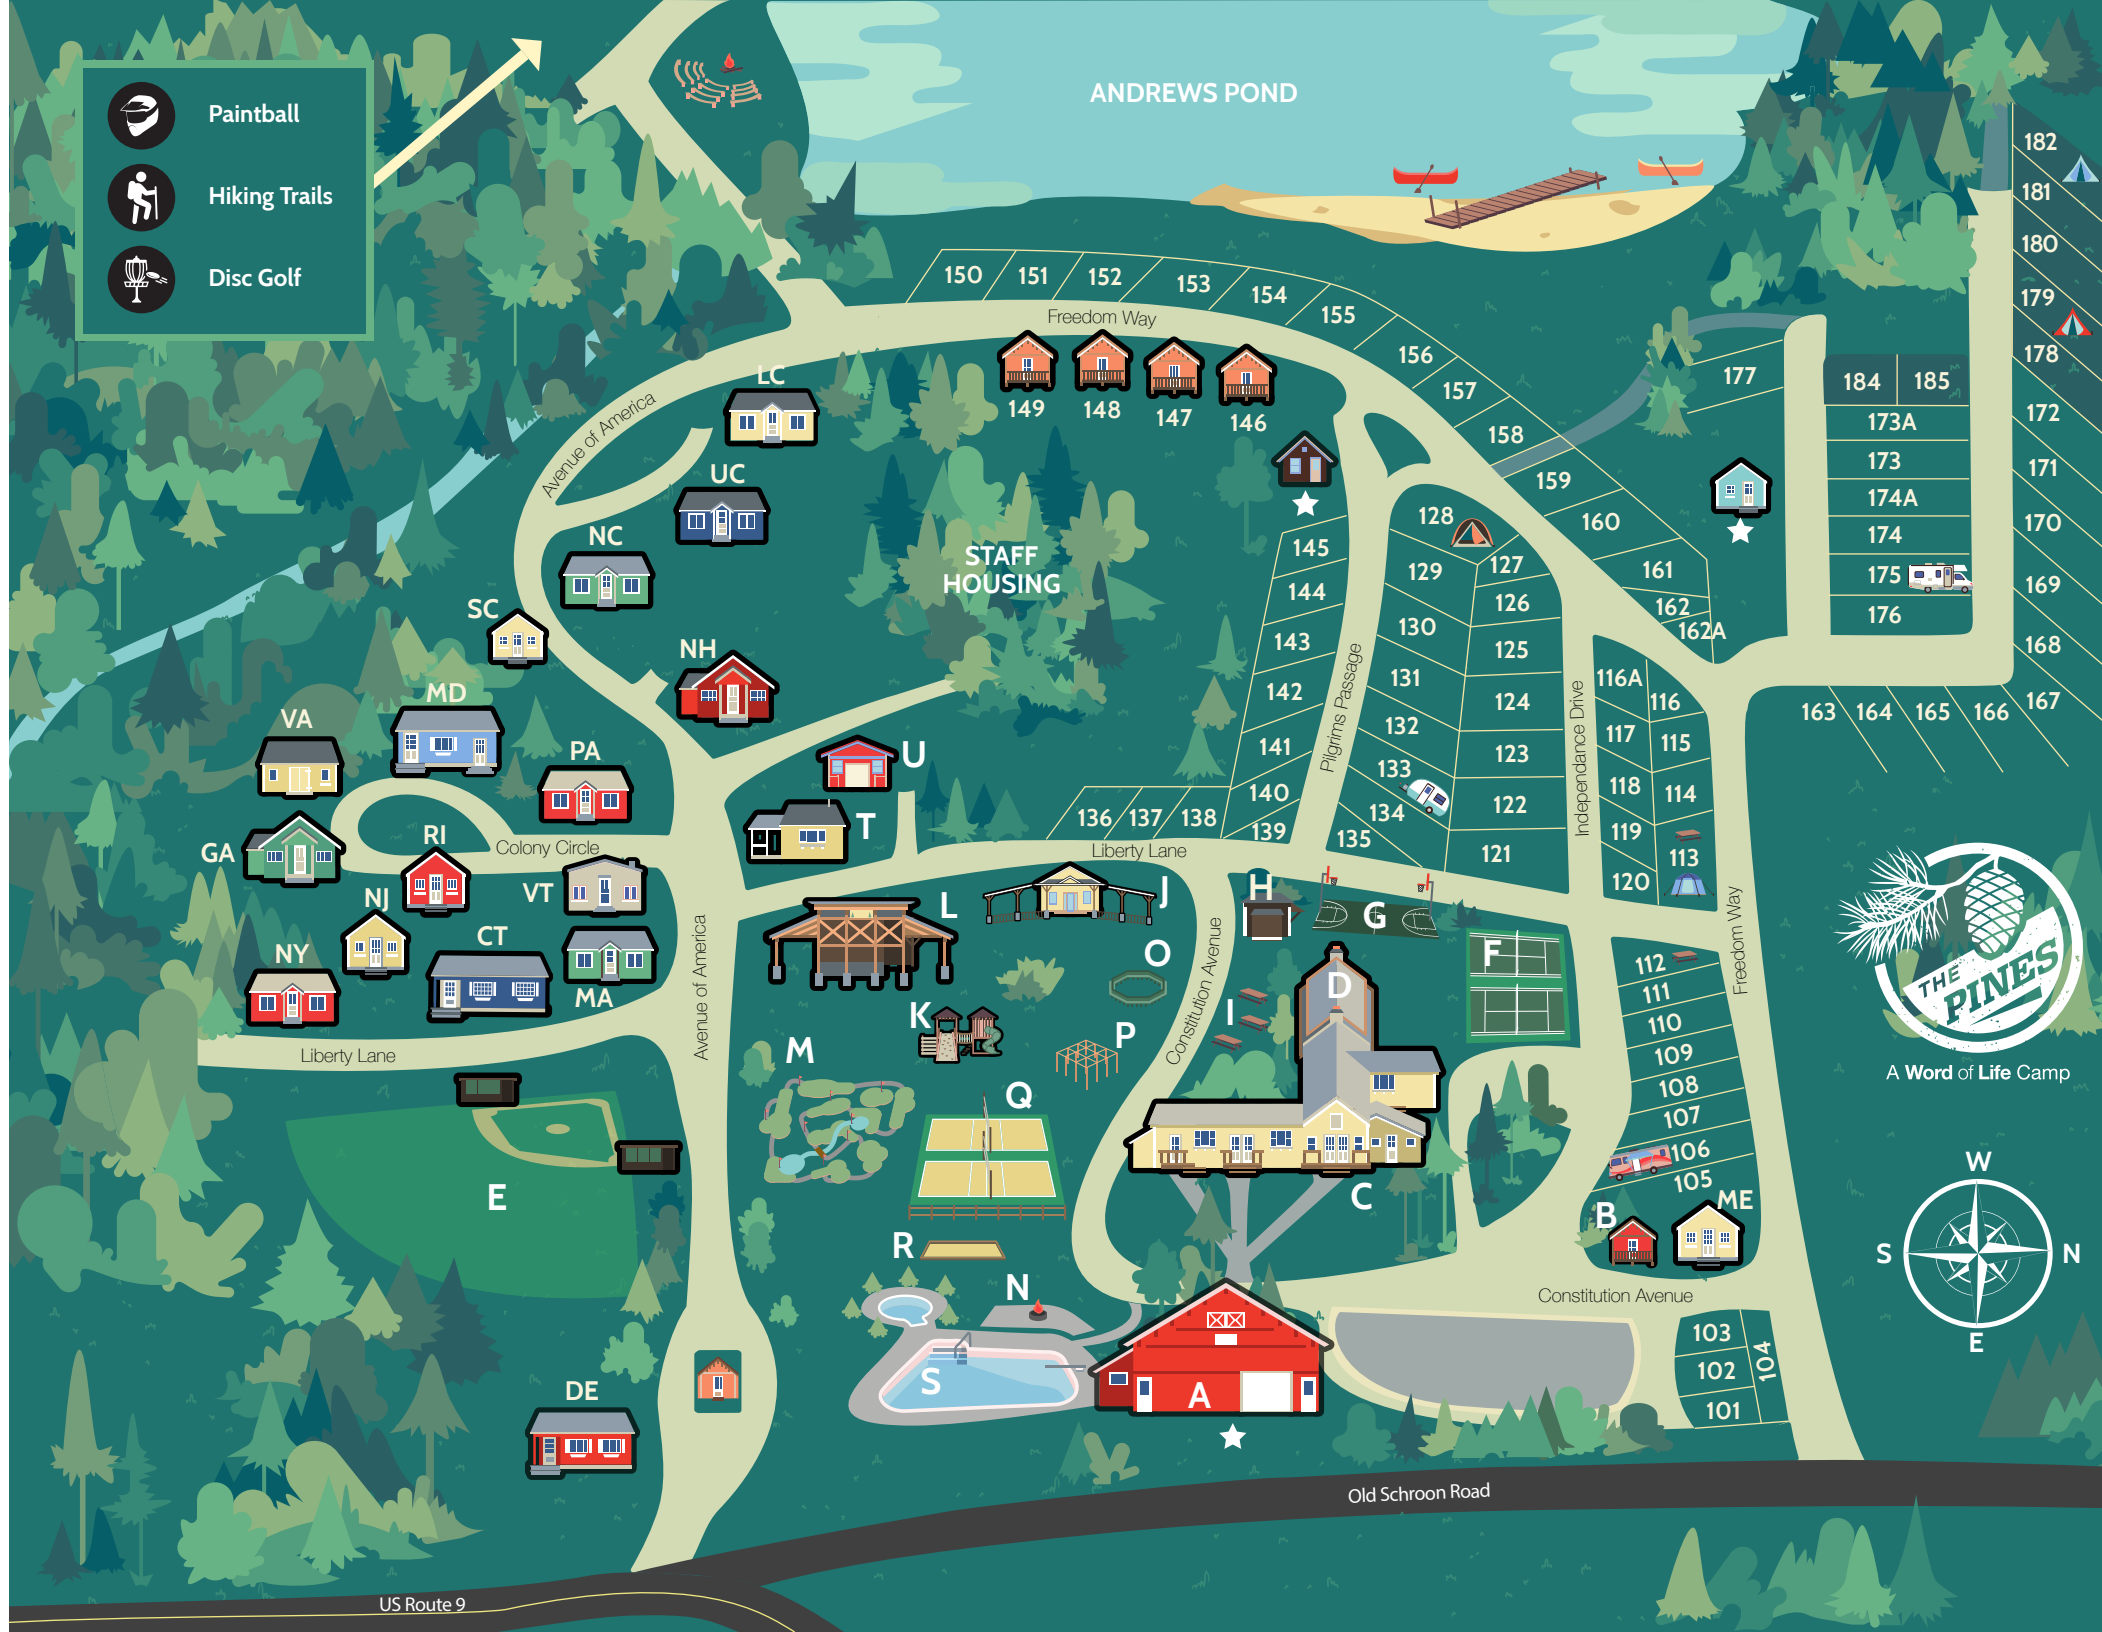 Paintball
Hiking Trails
Disc Golf
ANDREWS POND
182
181
180
179
178
172
171
170
169
168
167
150
151
152
153
154
155
156
157
158
159
160
161
162
162A
Freedom Way
149
148
147
146
177
184
185
173A
173
174A
174
175
176
163
164
165
166
Avenue of America
LC
UC
NC
SC
NH
STAFF
HOUSING
145
144
143
142
141
140
139
136
137
138
Pilgrims Passage
128
129
130
131
132
133
134
135
127
126
125
124
123
122
121
Independance Drive
116A
116
117
115
118
114
119
113
120
VA
MD
PA
GA
RI
Colony Circle
NJ
VT
NY
CT
MA
Liberty Lane
Avenue of America
U
T
Liberty Lane
L
J
H
G
F
O
K
I
D
P
M
Q
Constitution Avenue
C
R
N
S
A
E
DE
Freedom Way
112
111
110
109
108
107
106
105
B
ME
Constitution Avenue
103
102
101
104
THE
PINES
A Word of Life Camp
W
S
N
E
Old Schroon Road
US Route 9